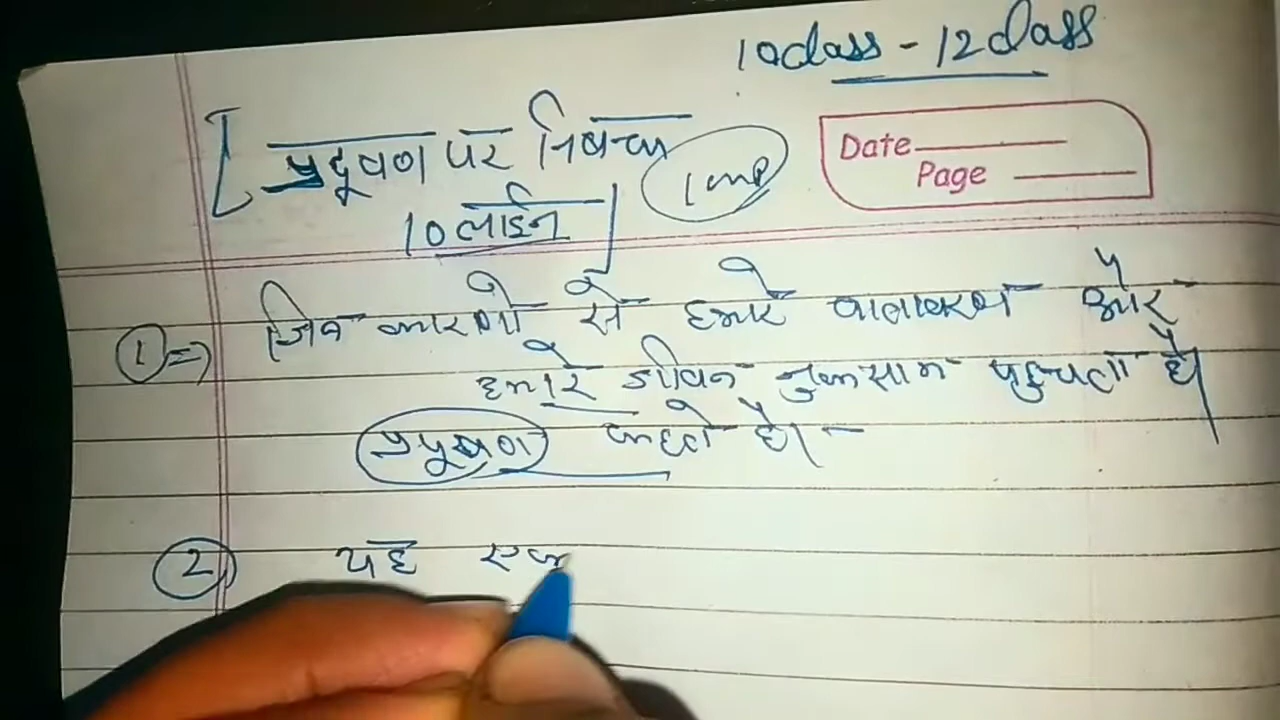 10class - 12class
प्रदूषण पर निबन्ध
Imp
10 लाईन
Date
Page
① => जिन कारणो से हमारे वातावरण और
हमारे जीवन नुकसान पहुचता है।
प्रदूषण कहते है। -
② यह एक